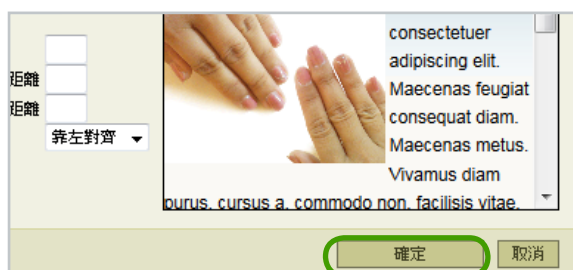 consectetuer
adipiscing elit.
距離
Maecenas feugiat
距離
consequat diam.
靠左對齊
Maecenas metus.
Vivamus diam
purus, cursus a, commodo non, facilisis vitae,
確定
取消